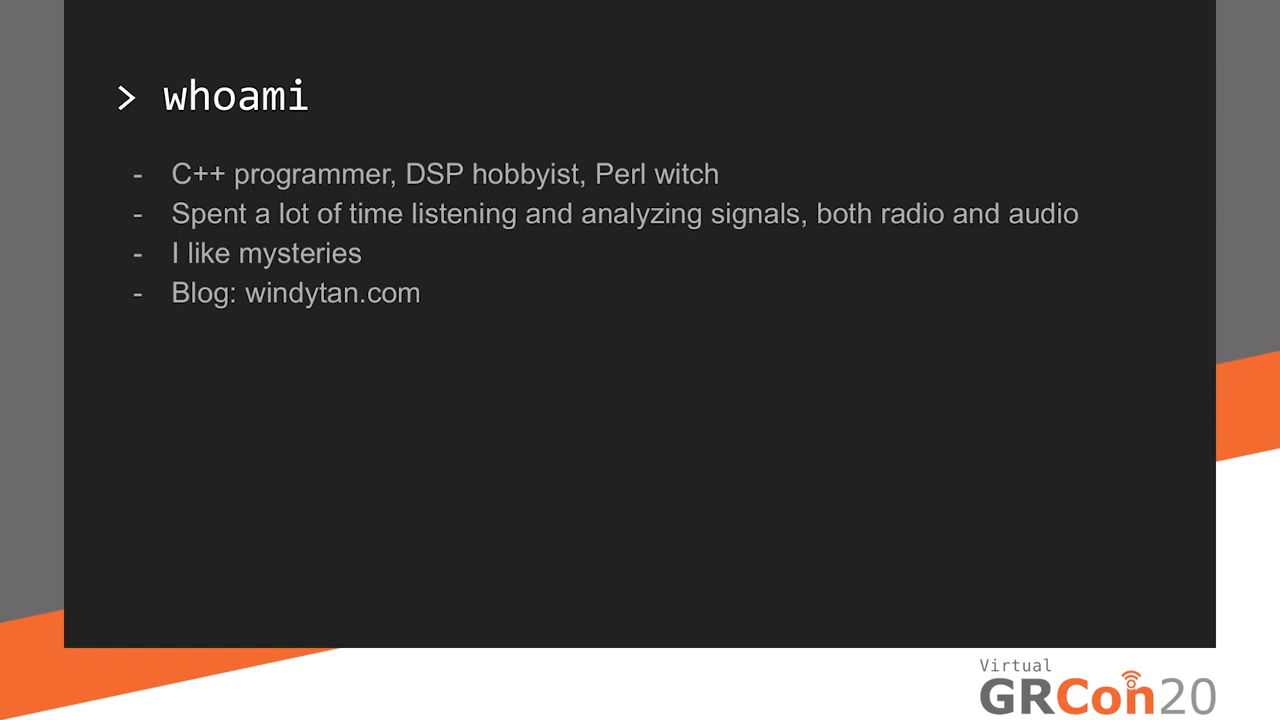 > whoami
- C++ programmer, DSP hobbyist, Perl witch
- Spent a lot of time listening and analyzing signals, both radio and audio
- I like mysteries
- Blog: windytan.com
Virtual
GRCon20